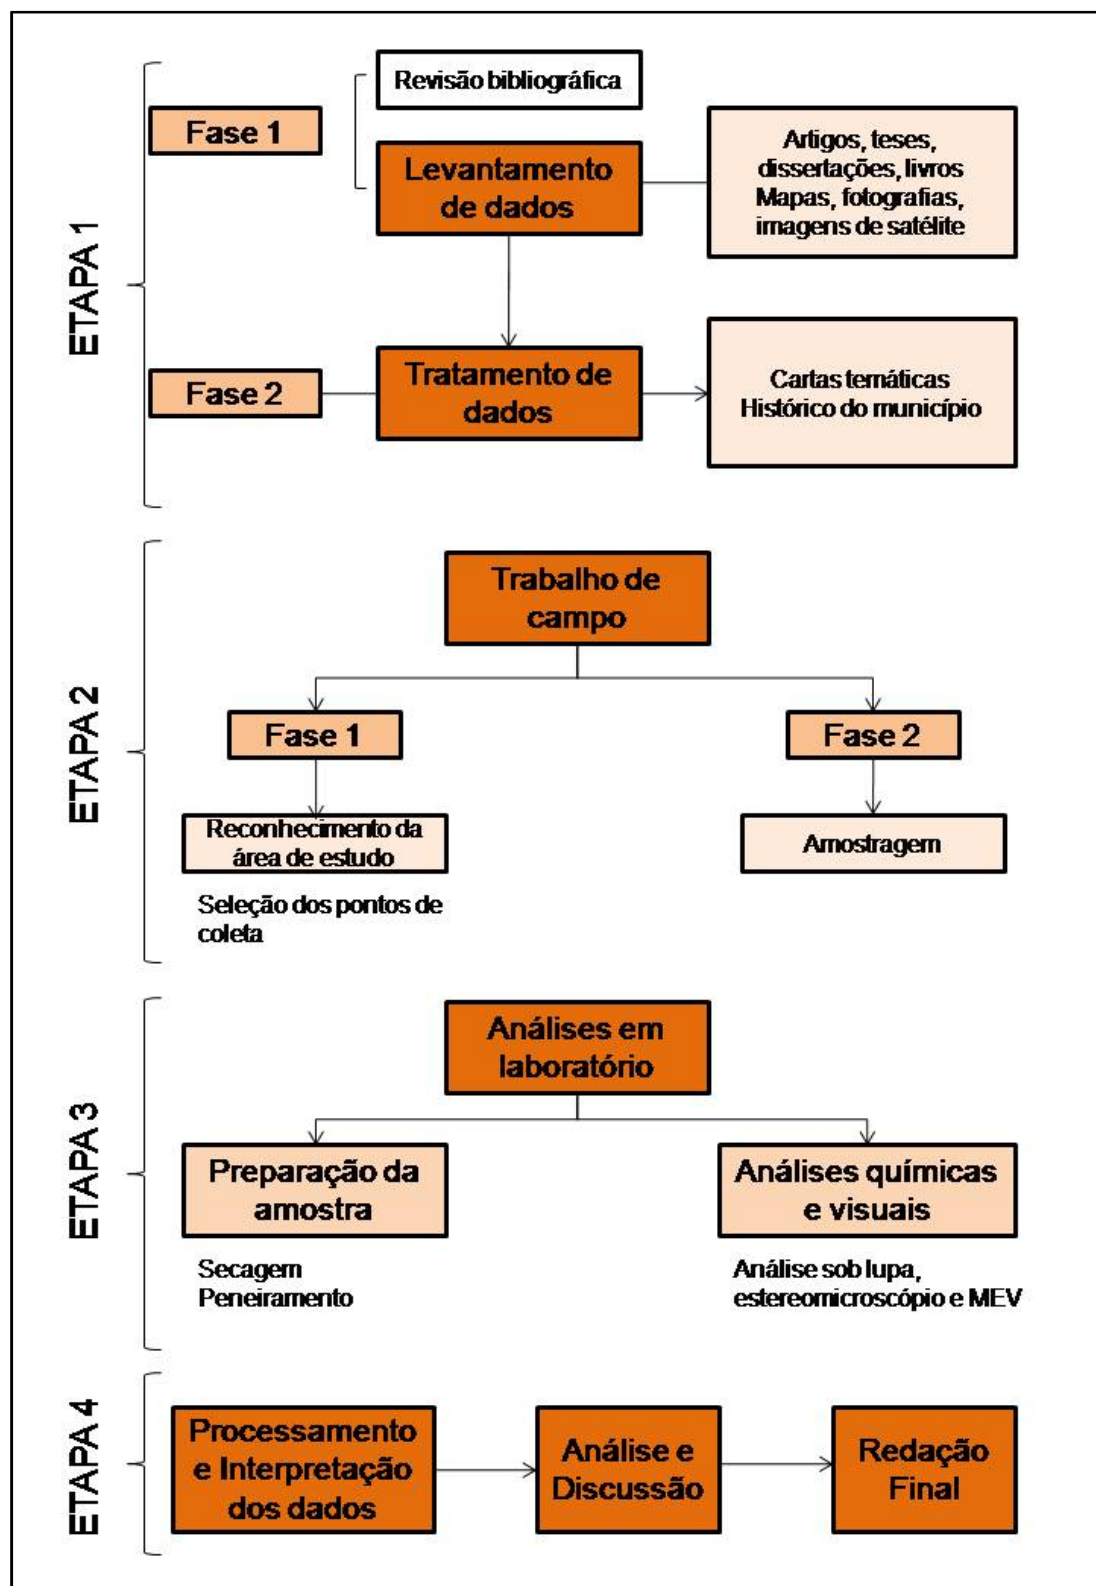 ETAPA 1
Fase 1
Revisão bibliográfica
Levantamento
de dados
Artigos, teses,
dissertações, livros
Mapas, fotografias,
imagens de satélite
Fase 2
Tratamento de
dados
Cartas temáticas
Histórico do município
ETAPA 2
Trabalho de
campo
Fase 1
Fase 2
Reconhecimento da
área de estudo
Amostragem
Seleção dos pontos de
coleta
ETAPA 3
Análises em
laboratório
Preparação da
amostra
Análises químicas
e visuais
Secagem
Peneiramento
Análise sob lupa,
estereomicroscópio e MEV
ETAPA 4
Processamento
e Interpretação
dos dados
Análise e
Discussão
Redação
Final